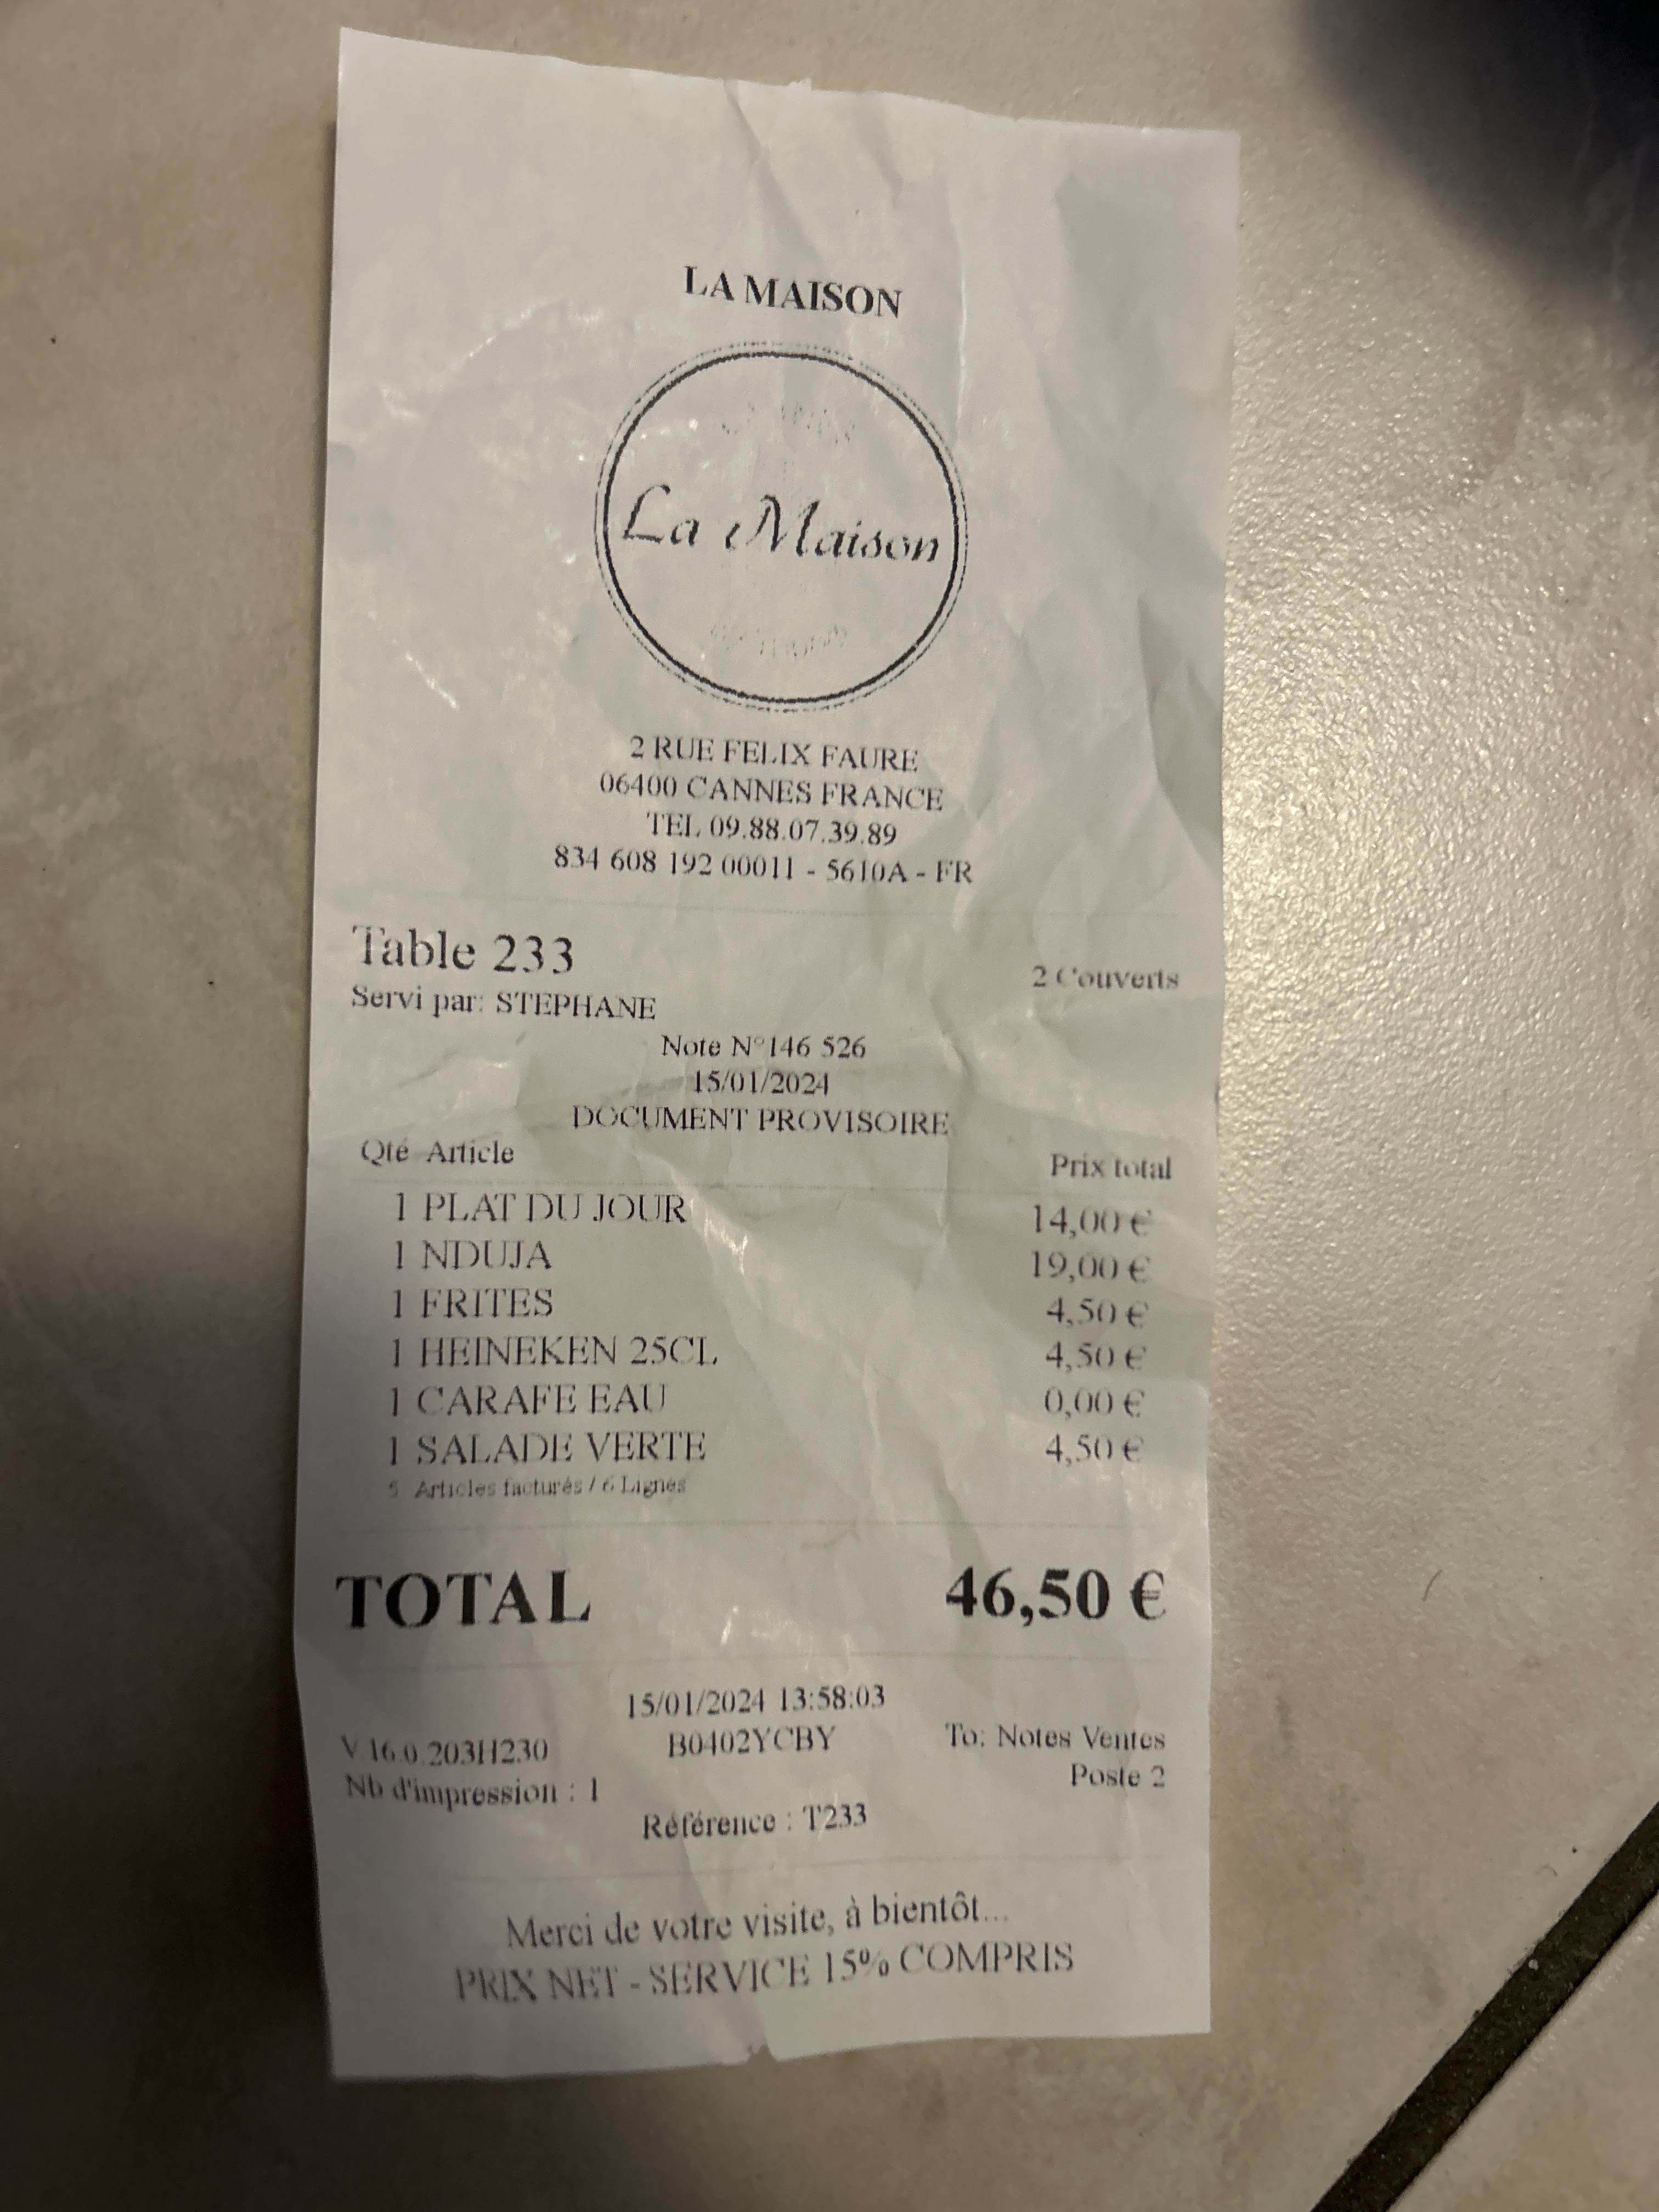 LA MAISON
La Maison
2 RUE FELIX FAURE
06400 CANNES FRANCE
TEL 09.88.07.39.89
834 608 192 00011 - 5610A - FR
Table 233
2 Couverts
Servi par: STEPHANE
Note N°146 526
15/01/2024
DOCUMENT PROVISOIRE
Qté Article Prix total
1 PLAT DU JOUR 14,00 €
1 NDUJA 19,00 €
1 FRITES 4,50 €
1 HEINEKEN 25CL 4,50 €
1 CARAFE EAU 0,00 €
1 SALADE VERTE 4,50 €
5 Articles facturés / 6 Lignes
TOTAL 46,50 €
15/01/2024 13:58:03
V 16.0.203H230 B0402YCBY To: Notes Ventes
Nb d'impression : 1 Poste 2
Référence : T233
Merci de votre visite, à bientôt...
PRIX NET - SERVICE 15% COMPRIS